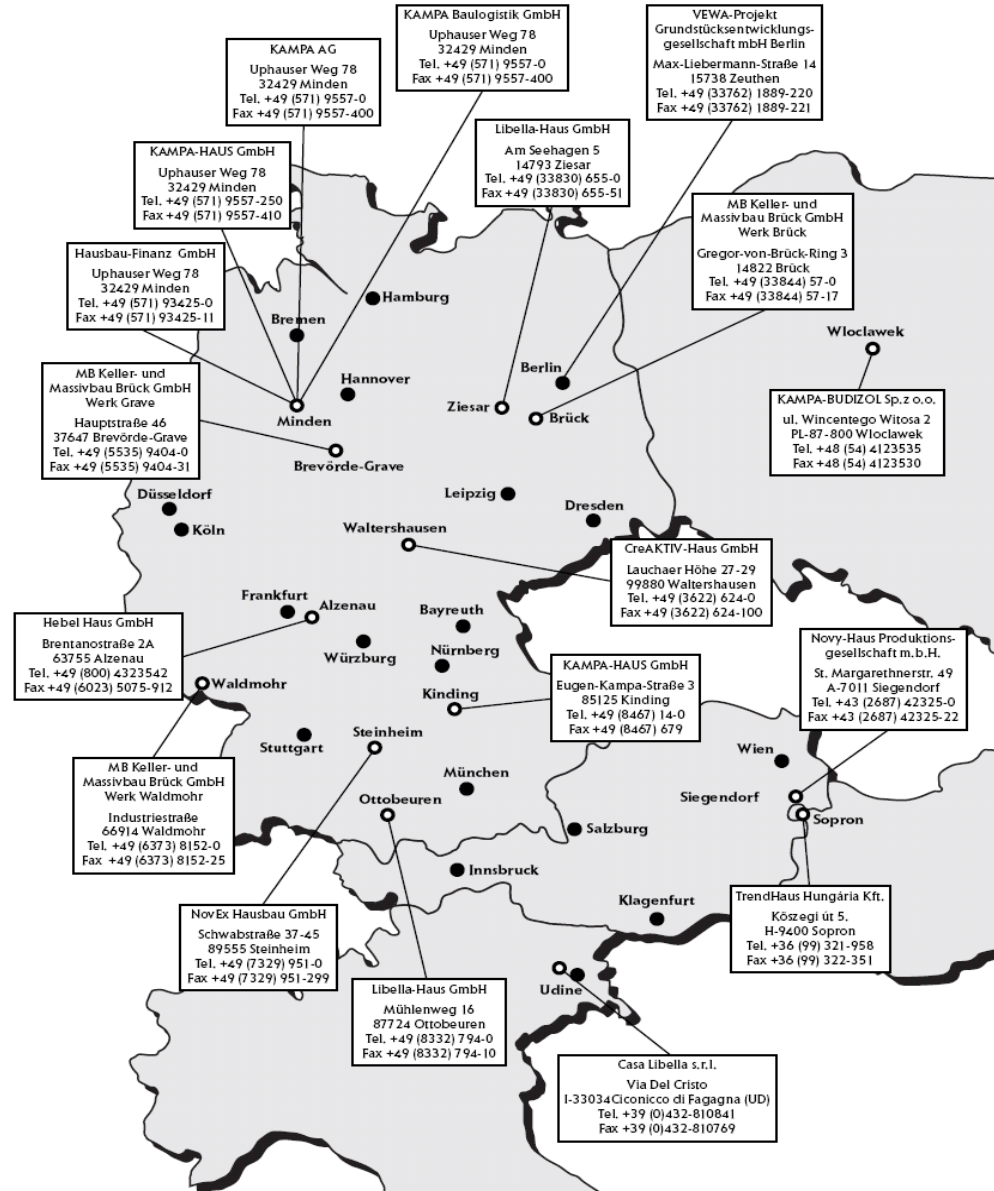 KAMPA Baulogistik GmbH
Uphauser Weg 78
32429 Minden
Tel. +49 (571) 9557-0
Fax +49 (571) 9557-400
VEWA-Projekt
Grundstücksentwicklungs-
gesellschaft mbH Berlin
Max-Liebermann-Straße 14
15738 Zeuthen
Tel. +49 (33762) 1889-220
Fax +49 (33762) 1889-221
KAMPA AG
Uphauser Weg 78
32429 Minden
Tel. +49 (571) 9557-0
Fax +49 (571) 9557-400
Libella-Haus GmbH
Am Seehagen 5
14793 Ziesar
Tel. +49 (33830) 655-0
Fax +49 (33830) 655-51
KAMPA-HAUS GmbH
Uphauser Weg 78
32429 Minden
Tel. +49 (571) 9557-250
Fax +49 (571) 9557-410
MB Keller- und
Massivbau Brück GmbH
Werk Brück
Gregor-von-Brück-Ring 3
14822 Brück
Tel. +49 (33844) 57-0
Fax +49 (33844) 57-17
Hausbau-Finanz GmbH
Uphauser Weg 78
32429 Minden
Tel. +49 (571) 93425-0
Fax +49 (571) 93425-11
Hamburg
Bremen
Wloclawek
MB Keller- und
Massivbau Brück GmbH
Werk Grave
Hauptstraße 46
37647 Brevörde-Grave
Tel. +49 (5535) 9404-0
Fax +49 (5535) 9404-31
Hannover
Berlin
Ziesar
Brück
Minden
KAMPA-BUDIZOL Sp.z o.o.
ul. Wincentego Witosa 2
PL-87-800 Wloclawek
Tel. +48 (54) 4123535
Fax +48 (54) 4123530
Brevörde-Grave
Düsseldorf
Köln
Leipzig
Dresden
Waltershausen
CreAKTIV-Haus GmbH
Lauchaer Höhe 27-29
99880 Waltershausen
Tel. +49 (3622) 624-0
Fax +49 (3622) 624-100
Frankfurt
Alzenau
Bayreuth
Hebel Haus GmbH
Brentanostraße 2A
63755 Alzenau
Tel. +49 (800) 4323542
Fax +49 (6023) 5075-912
Würzburg
Nürnberg
Novy-Haus Produktions-
gesellschaft m.b.H.
St. Margarethnerstr. 49
A-7011 Siegendorf
Tel. +43 (2687) 42325-0
Fax +43 (2687) 42325-22
KAMPA-HAUS GmbH
Eugen-Kampa-Straße 3
85125 Kinding
Tel. +49 (8467) 14-0
Fax +49 (8467) 679
Waldmohr
Kinding
Stuttgart
Steinheim
Wien
MB Keller- und
Massivbau Brück GmbH
Werk Waldmohr
Industriestraße
66914 Waldmohr
Tel. +49 (6373) 8152-0
Fax +49 (6373) 8152-25
München
Ottobeuren
Siegendorf
Sopron
Salzburg
Innsbruck
Klagenfurt
TrendHaus Hungária Kft.
Kőszegi út 5.
H-9400 Sopron
Tel. +36 (99) 321-958
Fax +36 (99) 322-351
NovEx Hausbau GmbH
Schwabstraße 37-45
89555 Steinheim
Tel. +49 (7329) 951-0
Fax +49 (7329) 951-299
Udine
Libella-Haus GmbH
Mühlenweg 16
87724 Ottobeuren
Tel. +49 (8332) 794-0
Fax +49 (8332) 794-10
Casa Libella s.r.l.
Via Del Cristo
I-33034Ciconicco di Fagagna (UD)
Tel. +39 (0)432-810841
Fax +39 (0)432-810769